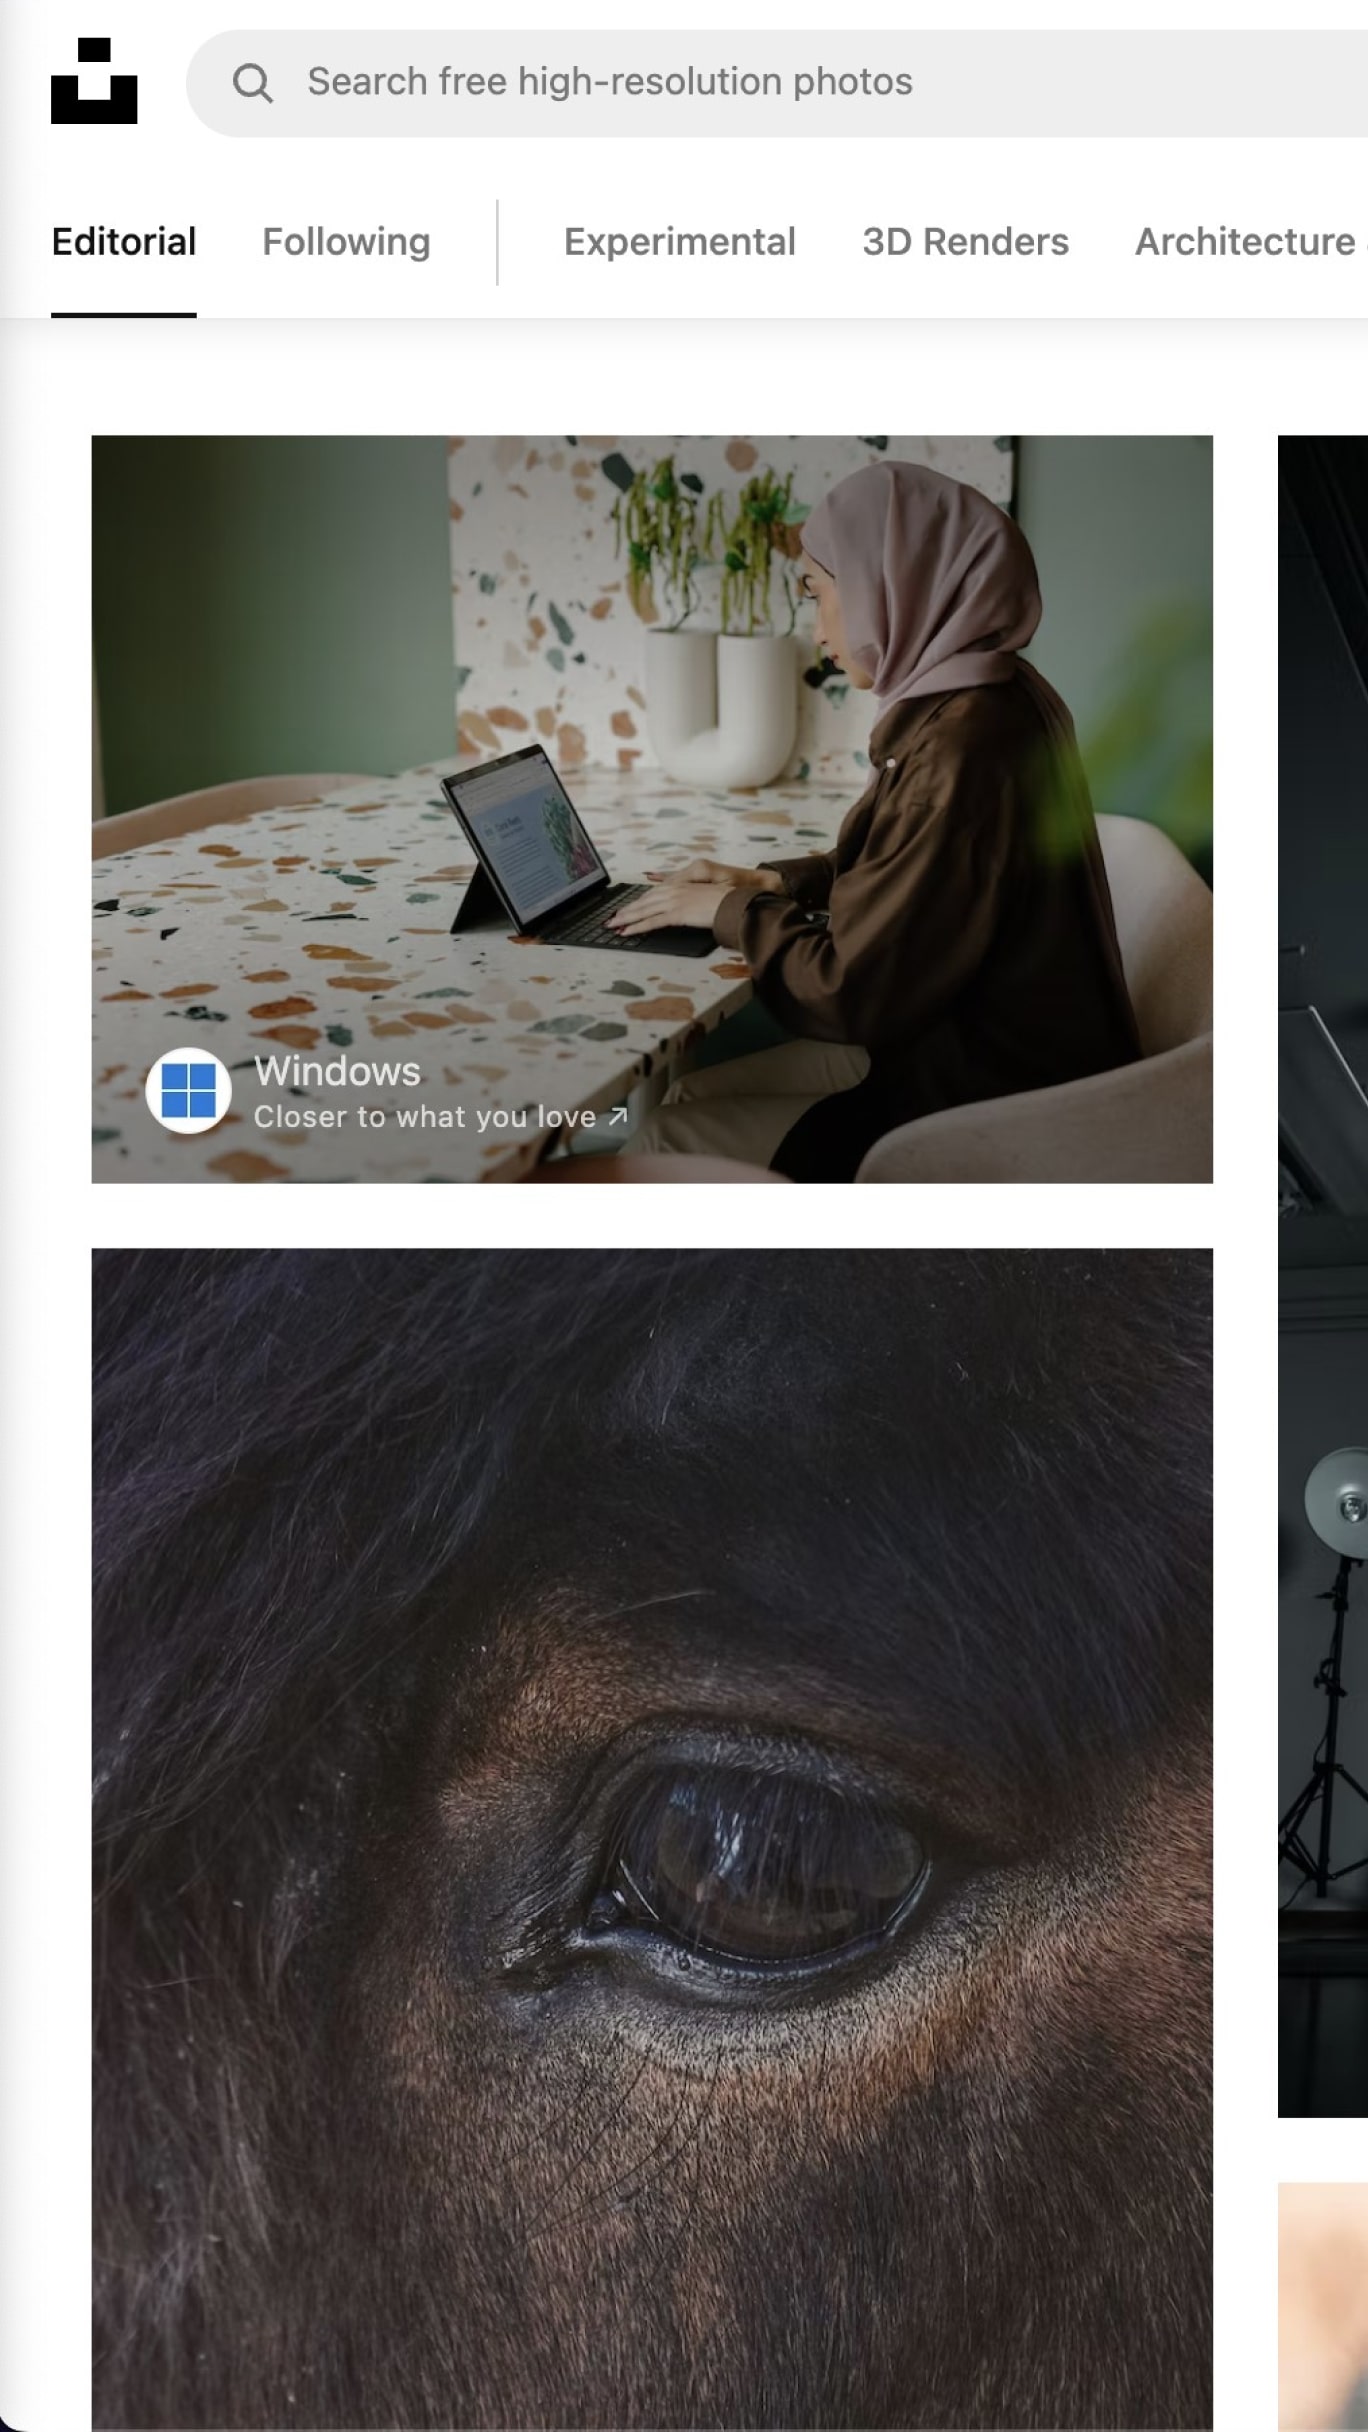 Search free high-resolution photos
Editorial Following Experimental 3D Renders Architecture
Windows
Closer to what you love ↗